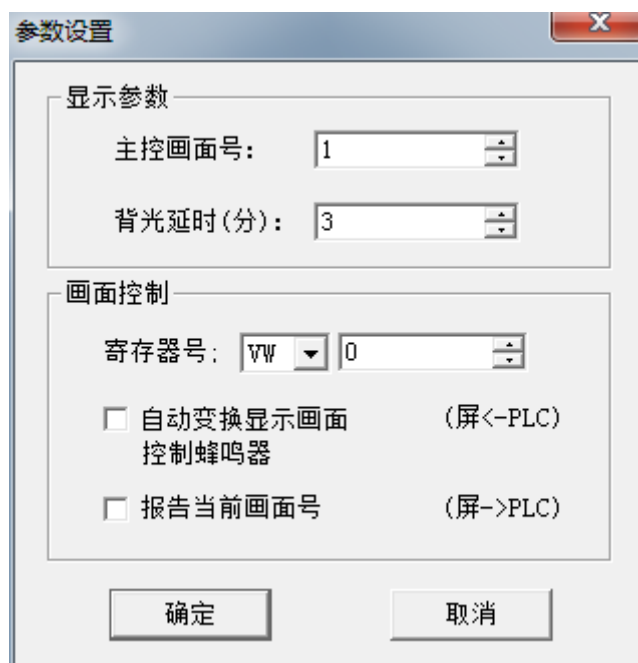 参数设置
显示参数
主控画面号: 1
背光延时(分): 3
画面控制
寄存器号: VW 0
自动变换显示画面 (屏<-PLC)
控制蜂鸣器
报告当前画面号 (屏->PLC)
确定 取消